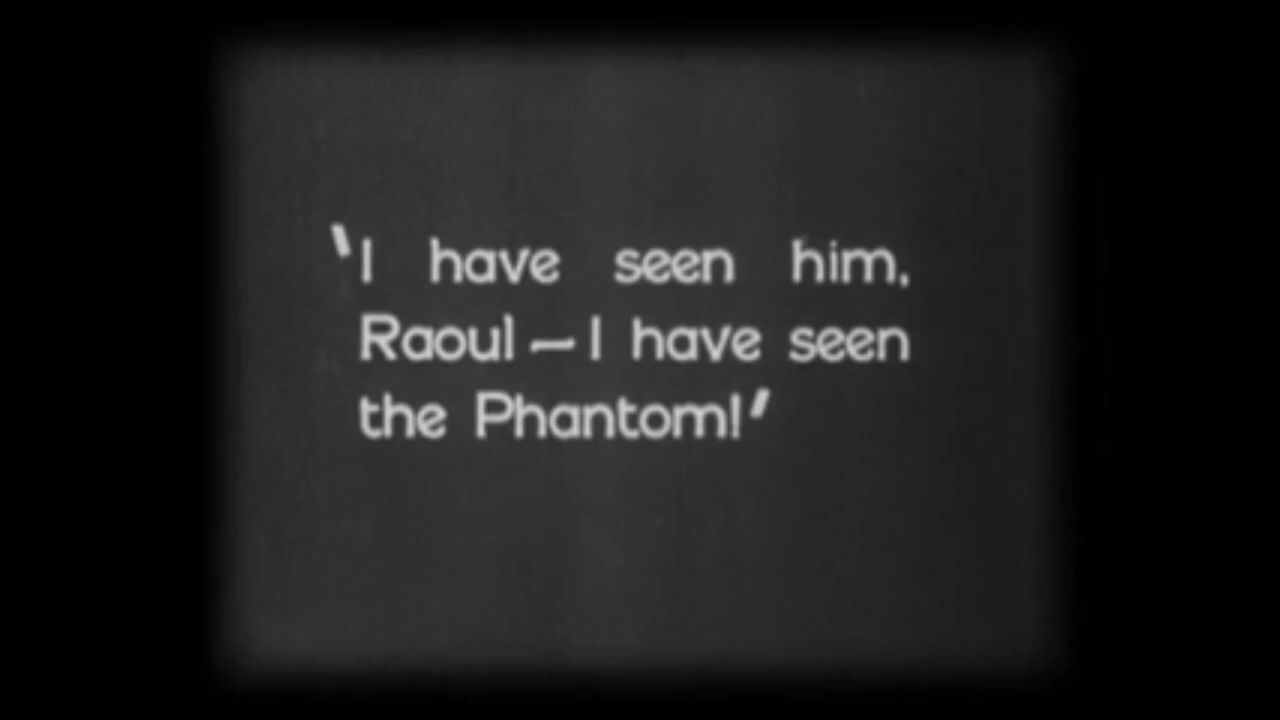 'I have seen him,
Raoul — I have seen
the Phantom!'